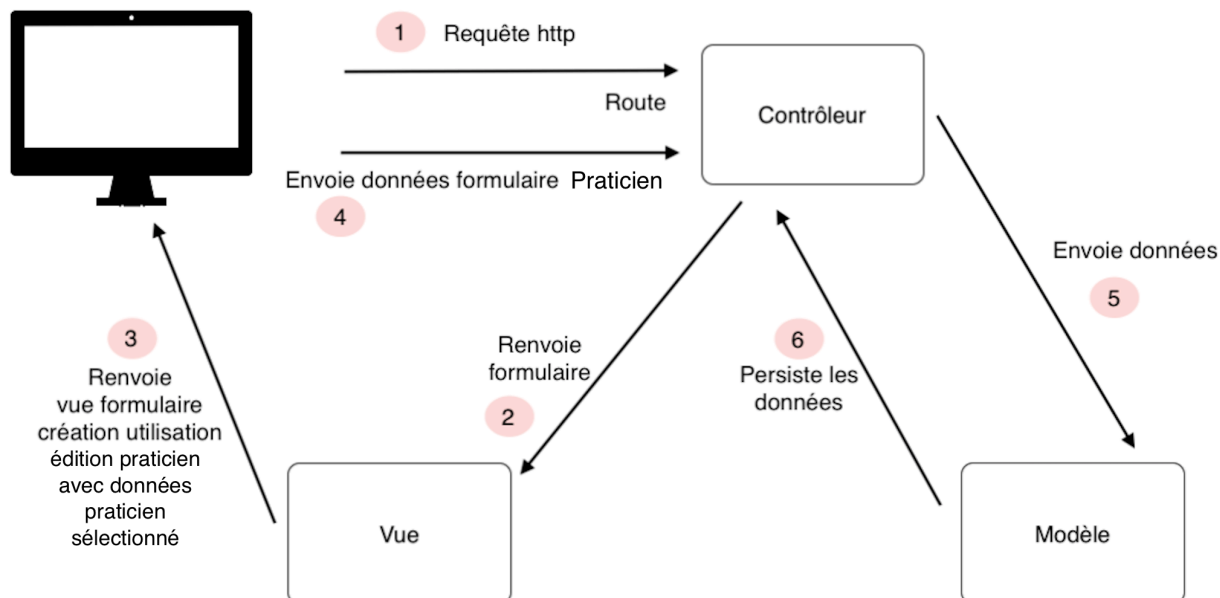 1 Requête http
Route
Contrôleur
Envoie données formulaire Praticien
4
Envoie données
5
3
Renvoie
vue formulaire
création utilisation
édition praticien
avec données
praticien
sélectionné
Renvoie
formulaire
2
6
Persiste les
données
Vue
Modèle